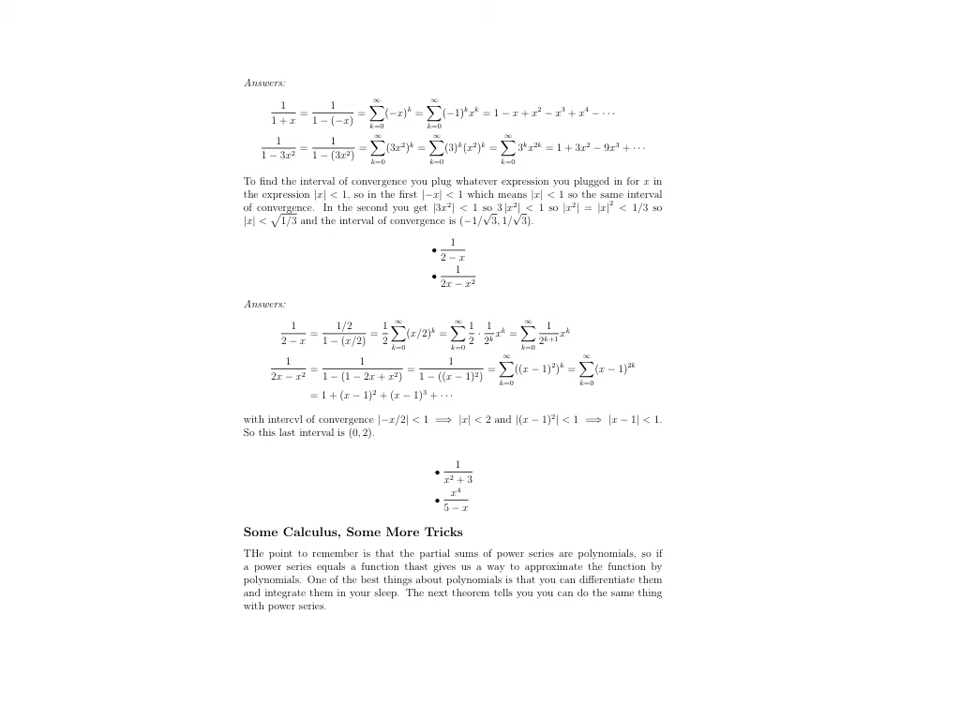 Answers:
1/(1 + x) = 1/(1 − (−x)) = ∑_{k=0}^{∞} (−x)^k = ∑_{k=0}^{∞} (−1)^k x^k = 1 − x + x^2 − x^3 + x^4 − ···
1/(1 − 3x^2) = 1/(1 − (3x^2)) = ∑_{k=0}^{∞} (3x^2)^k = ∑_{k=0}^{∞} (3)^k (x^2)^k = ∑_{k=0}^{∞} 3^k x^{2k} = 1 + 3x^2 − 9x^3 + ···
To find the interval of convergence you plug whatever expression you plugged in for x in
the expression |x| < 1, so in the first |−x| < 1 which means |x| < 1 so the same interval
of convergence. In the second you get |3x^2| < 1 so 3|x^2| < 1 so |x^2| = |x|^2 < 1/3 so
|x| < √(1/3) and the interval of convergence is (−1/√3, 1/√3).
• 1/(2 − x)
• 1/(2x − x^2)
Answers:
1/(2 − x) = (1/2)/(1 − (x/2)) = 1/2 ∑_{k=0}^{∞} (x/2)^k = ∑_{k=0}^{∞} 1/2 · 1/2^k x^k = ∑_{k=0}^{∞} 1/2^{k+1} x^k
1/(2x − x^2) = 1/(1 − (1 − 2x + x^2)) = 1/(1 − ((x − 1)^2)) = ∑_{k=0}^{∞} ((x − 1)^2)^k = ∑_{k=0}^{∞} (x − 1)^{2k}
= 1 + (x − 1)^2 + (x − 1)^3 + ···
with intercvl of convergence |−x/2| < 1 ⟹ |x| < 2 and |(x − 1)^2| < 1 ⟹ |x − 1| < 1.
So this last interval is (0, 2).
• 1/(x^2 + 3)
• x^4/(5 − x)
Some Calculus, Some More Tricks
THe point to remember is that the partial sums of power series are polynomials, so if
a power series equals a function thast gives us a way to approximate the function by
polynomials. One of the best things about polynomials is that you can differentiate them
and integrate them in your sleep. The next theorem tells you you can do the same thing
with power series.